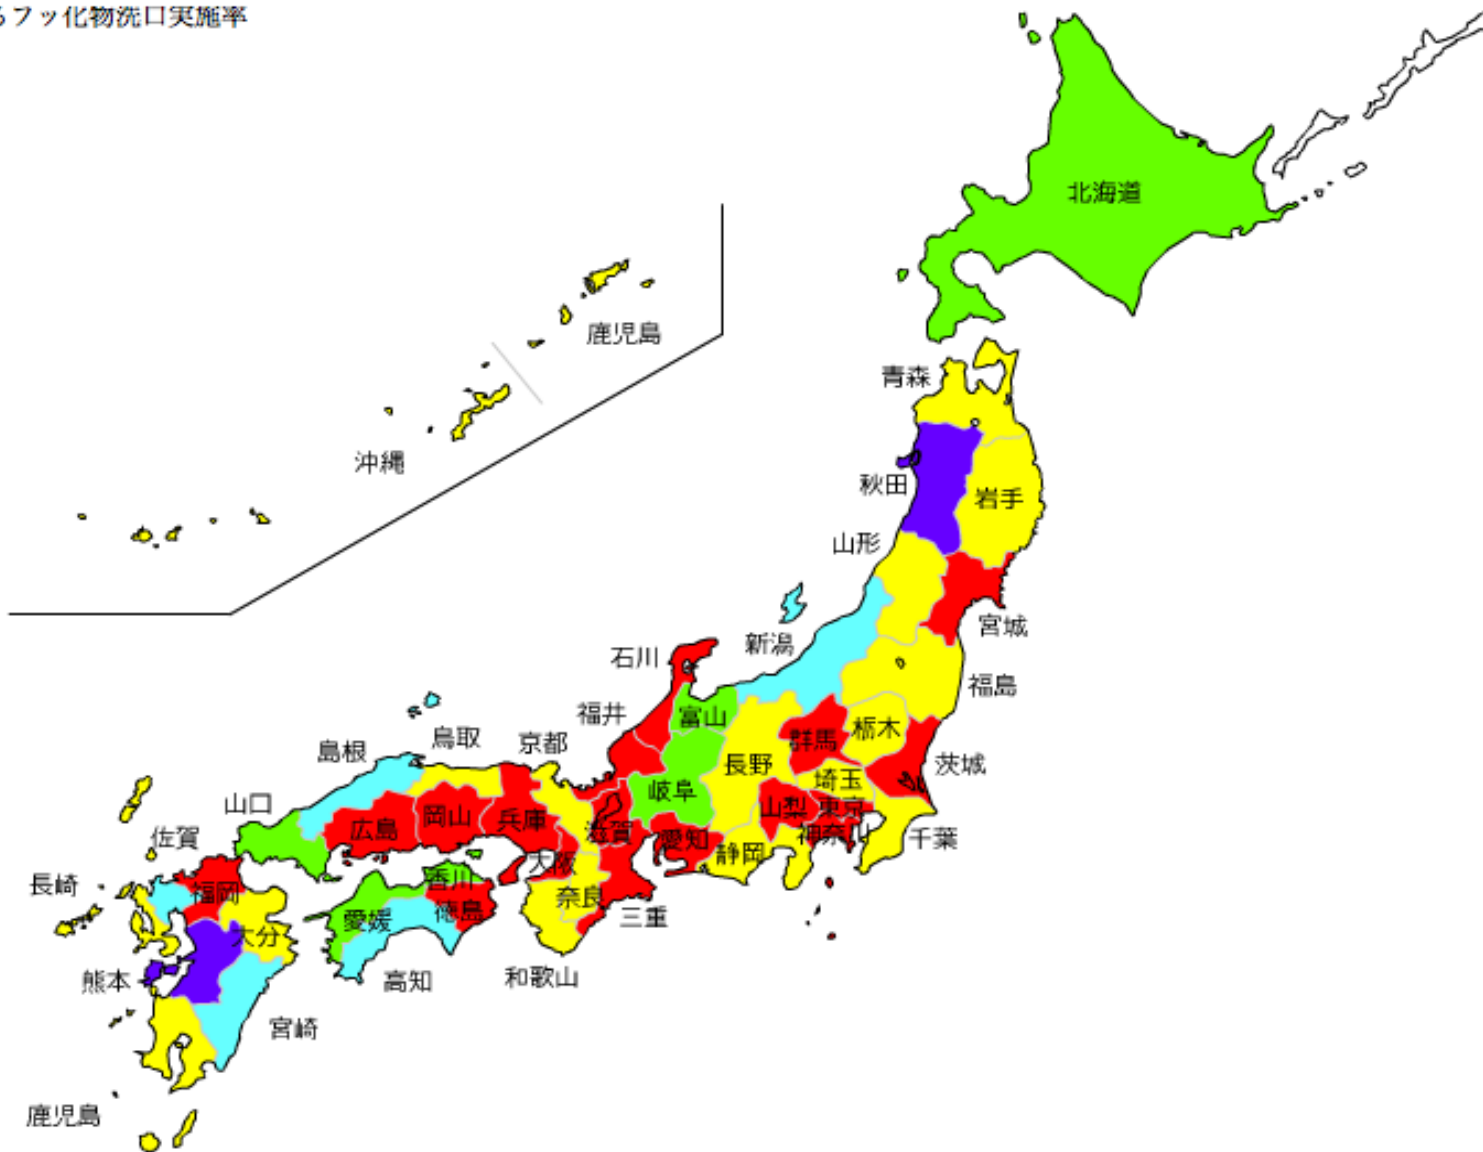 るフッ化物洗口実施率
北海道
鹿児島
青森
沖縄
秋田
岩手
山形
宮城
新潟
石川
福島
福井
富山
栃木
群馬
鳥取
京都
島根
長野
茨城
埼玉
岐阜
山口
山梨
東京
岡山
兵庫
広島
滋賀
神奈川
佐賀
愛知
千葉
静岡
大阪
香川
長崎
福岡
奈良
徳島
愛媛
三重
大分
熊本
高知
和歌山
宮崎
鹿児島